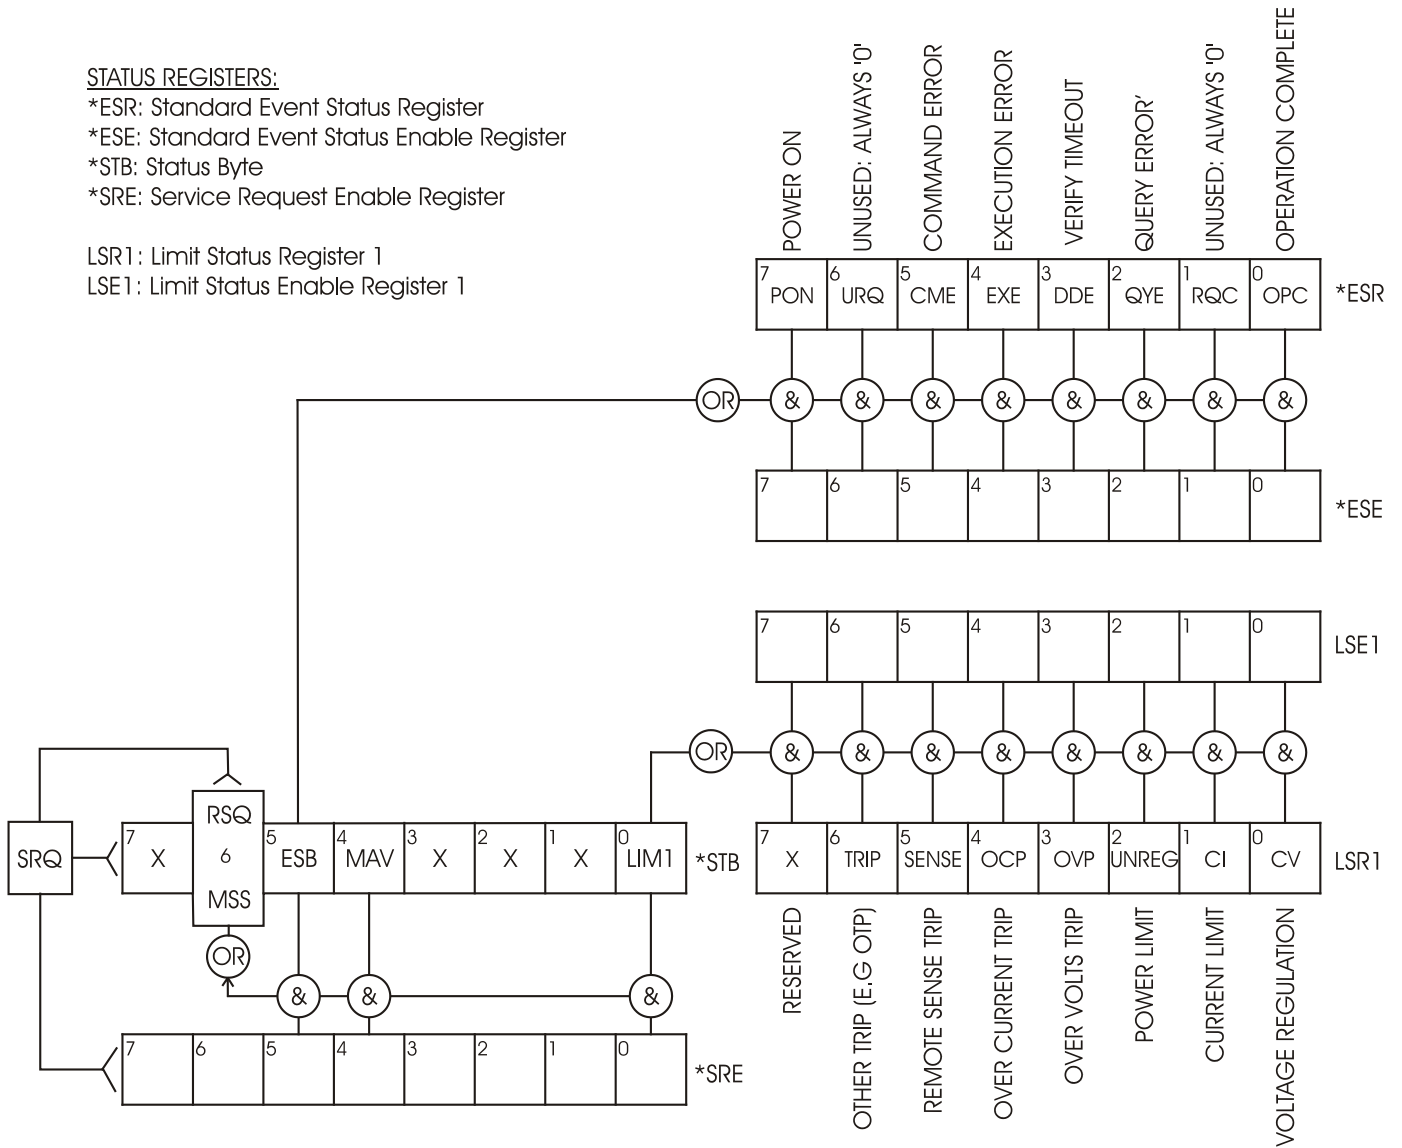 STATUS REGISTERS:
*ESR: Standard Event Status Register
*ESE: Standard Event Status Enable Register
*STB: Status Byte
*SRE: Service Request Enable Register
LSR1: Limit Status Register 1
LSE1: Limit Status Enable Register 1
POWER ON
UNUSED: ALWAYS '0'
COMMAND ERROR
EXECUTION ERROR
VERIFY TIMEOUT
QUERY ERROR'
UNUSED: ALWAYS '0'
OPERATION COMPLETE
7 6 5 4 3 2 1 0
PON URQ CME EXE DDE QYE RQC OPC *ESR
OR & & & & & & & &
7 6 5 4 3 2 1 0
*ESE
7 6 5 4 3 2 1 0
LSE1
OR & & & & & & & &
SRQ
7 5 4 3 2 1 0
RSQ
6
MSS
X ESB MAV X X X LIM1 *STB
7 6 5 4 3 2 1 0
X TRIP SENSE OCP OVP UNREG CI CV LSR1
OR
& & &
7 6 5 4 3 2 1 0
*SRE
RESERVED
OTHER TRIP (E.G OTP)
REMOTE SENSE TRIP
OVER CURRENT TRIP
OVER VOLTS TRIP
POWER LIMIT
CURRENT LIMIT
VOLTAGE REGULATION